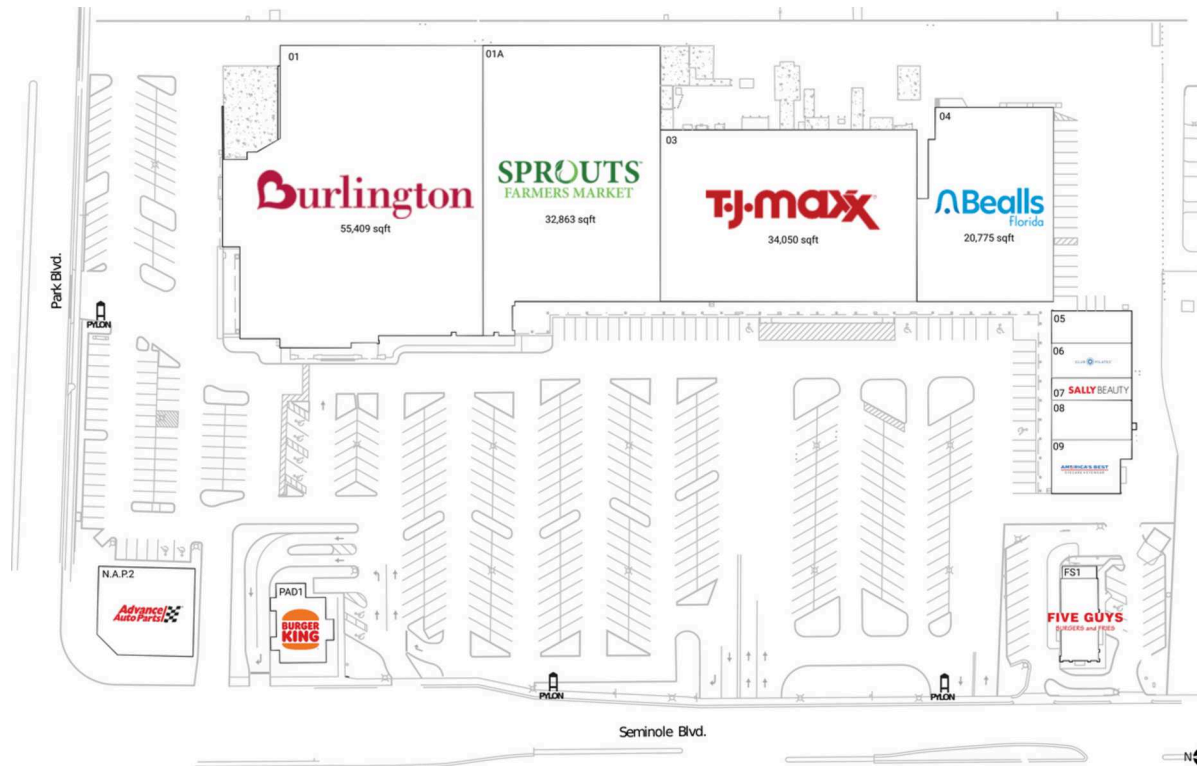 01
01A
03
04
Burlington
55,409 sqft
SPROUTS
FARMERS MARKET
32,863 sqft
T·J·maxx
34,050 sqft
Bealls
Florida
20,775 sqft
Park Blvd.
PYLON
05
06
CLUB PILATES
07 SALLY BEAUTY
08
09
AMERICA'S BEST
N.A.P.2
Advance
Auto Parts
PAD1
BURGER
KING
FS1
FIVE GUYS
BURGERS and FRIES
PYLON
PYLON
Seminole Blvd.
N